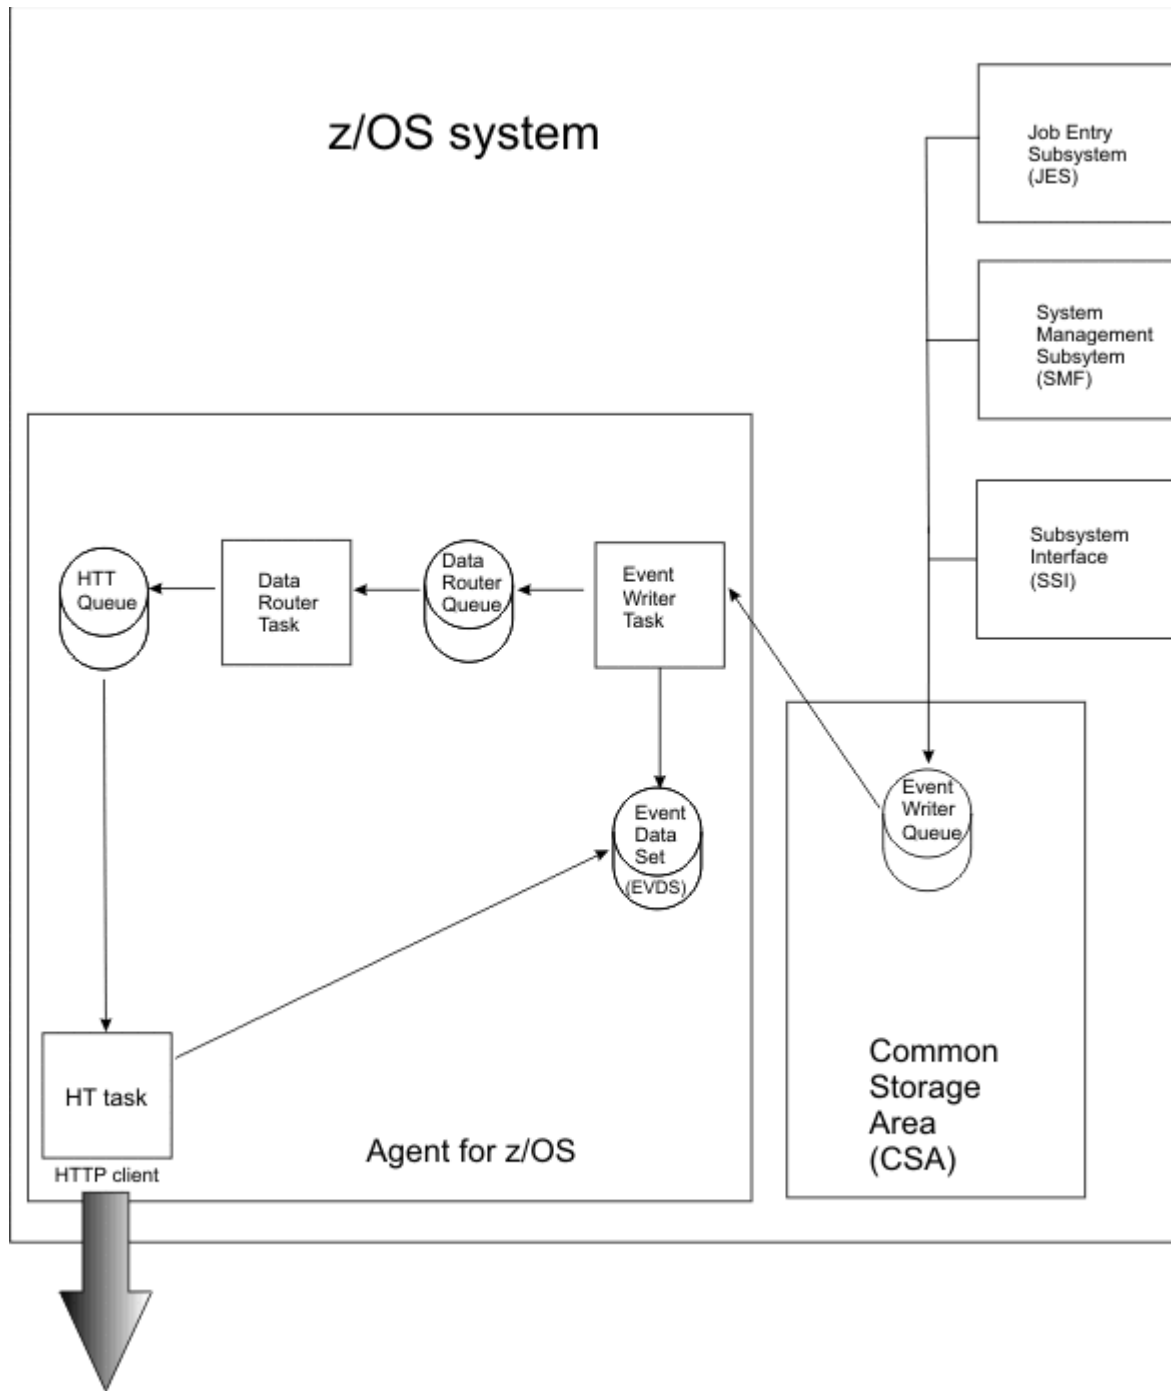 z/OS system
Job Entry
Subsystem
(JES)
System
Management
Subsytem
(SMF)
Subsystem
Interface
(SSI)
HTT
Queue
Data
Router
Task
Data
Router
Queue
Event
Writer
Task
Event
Data
Set
(EVDS)
Event
Writer
Queue
HT task
HTTP client
Agent for z/OS
Common
Storage
Area
(CSA)